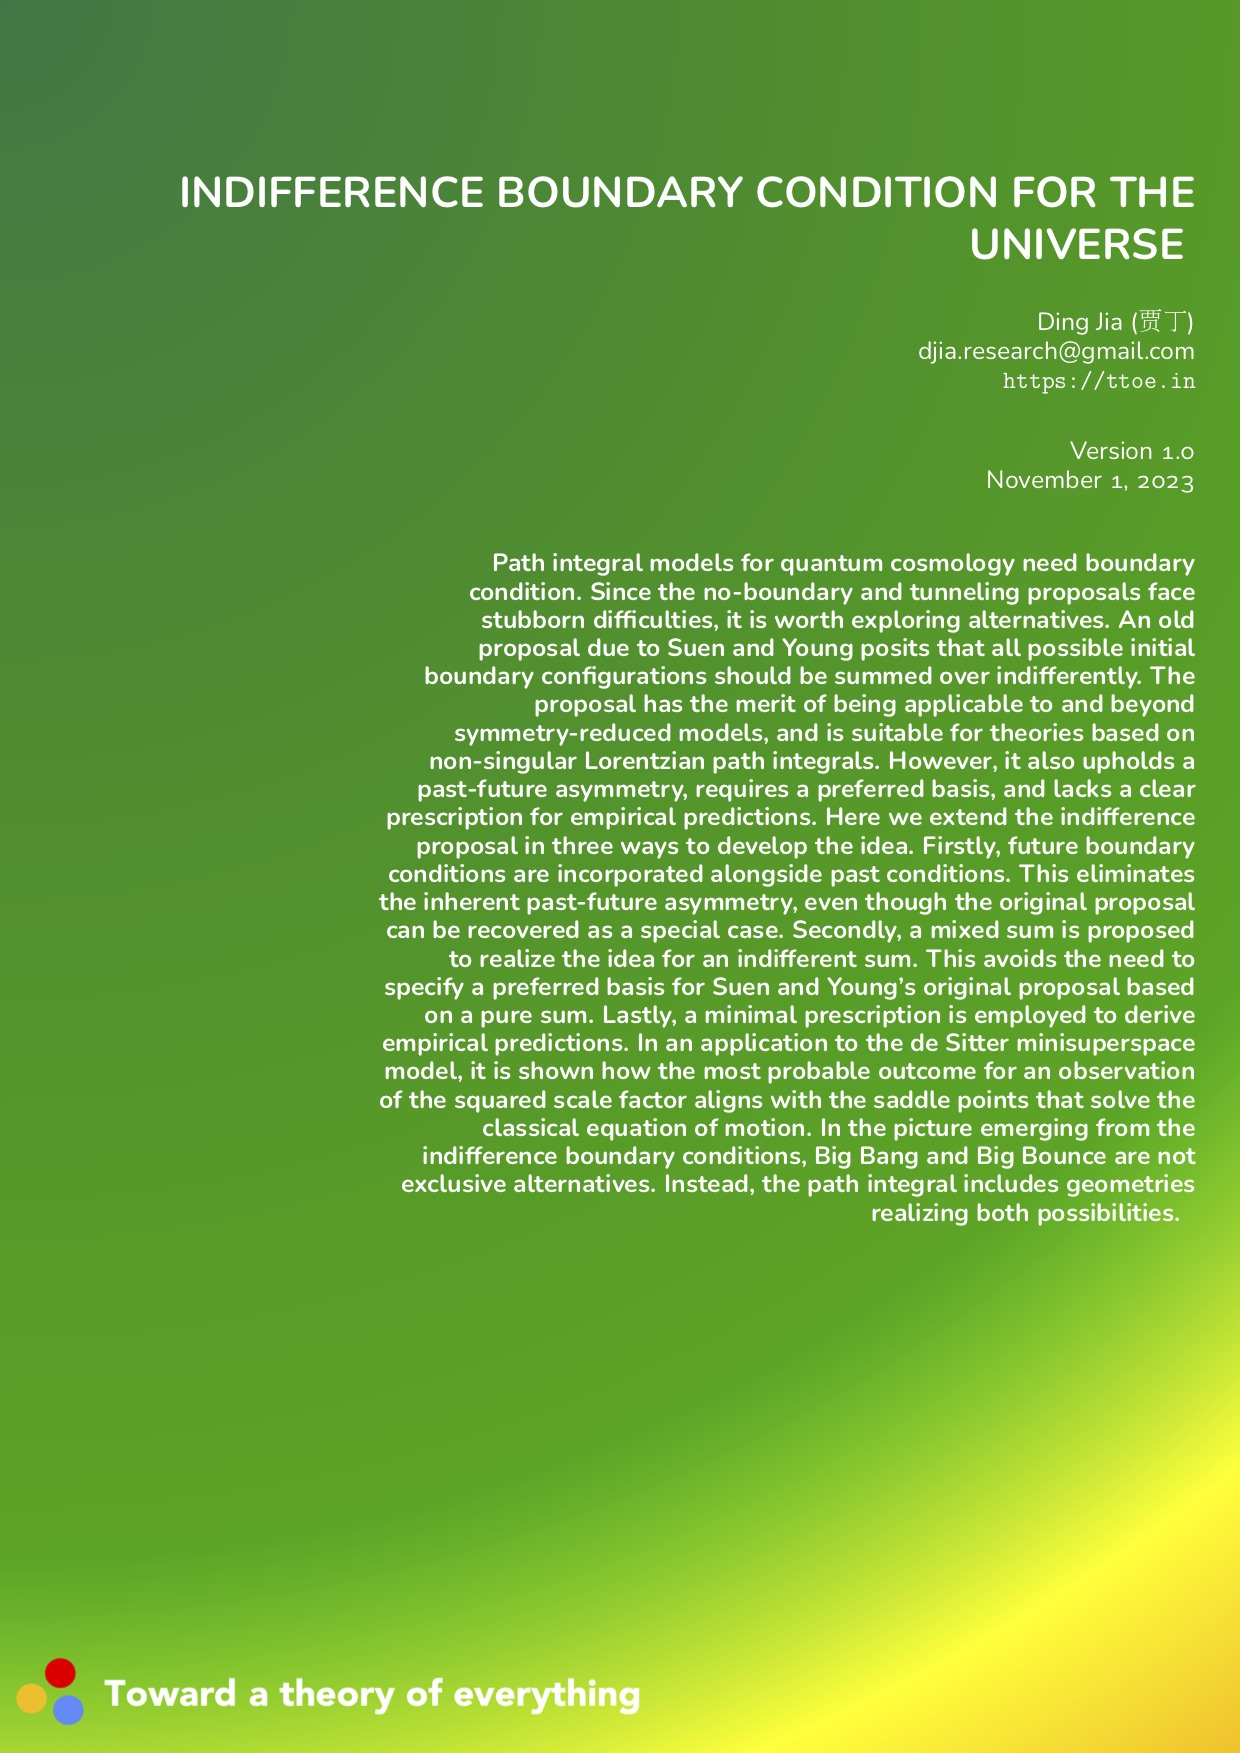 INDIFFERENCE BOUNDARY CONDITION FOR THE
UNIVERSE
Ding Jia (贾丁)
djia.research@gmail.com
https://ttoe.in
Version 1.0
November 1, 2023
Path integral models for quantum cosmology need boundary
condition. Since the no-boundary and tunneling proposals face
stubborn difficulties, it is worth exploring alternatives. An old
proposal due to Suen and Young posits that all possible initial
boundary configurations should be summed over indifferently. The
proposal has the merit of being applicable to and beyond
symmetry-reduced models, and is suitable for theories based on
non-singular Lorentzian path integrals. However, it also upholds a
past-future asymmetry, requires a preferred basis, and lacks a clear
prescription for empirical predictions. Here we extend the indifference
proposal in three ways to develop the idea. Firstly, future boundary
conditions are incorporated alongside past conditions. This eliminates
the inherent past-future asymmetry, even though the original proposal
can be recovered as a special case. Secondly, a mixed sum is proposed
to realize the idea for an indifferent sum. This avoids the need to
specify a preferred basis for Suen and Young's original proposal based
on a pure sum. Lastly, a minimal prescription is employed to derive
empirical predictions. In an application to the de Sitter minisuperspace
model, it is shown how the most probable outcome for an observation
of the squared scale factor aligns with the saddle points that solve the
classical equation of motion. In the picture emerging from the
indifference boundary conditions, Big Bang and Big Bounce are not
exclusive alternatives. Instead, the path integral includes geometries
realizing both possibilities.
Toward a theory of everything